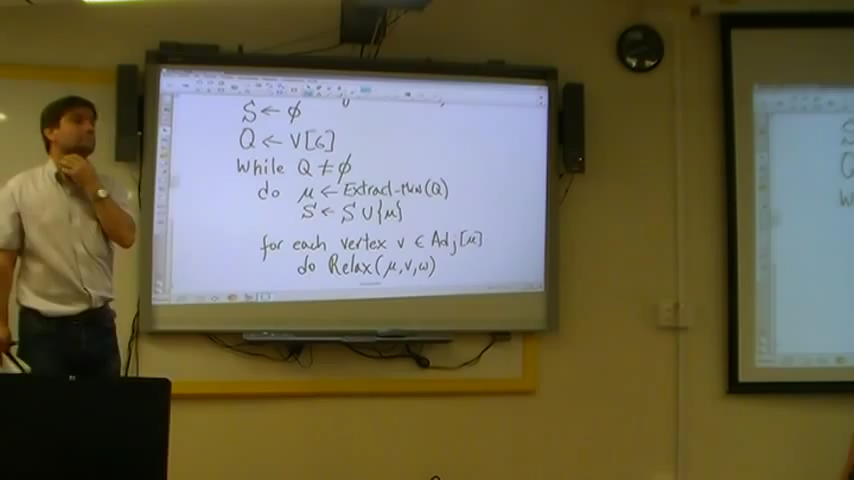 S ← ϕ
Q ← V[G]
While Q ≠ ϕ
do μ ← Extract-Min(Q)
S ← S ∪ {μ}
for each vertex v ∈ Adj[μ]
do Relax(μ,v,ω)